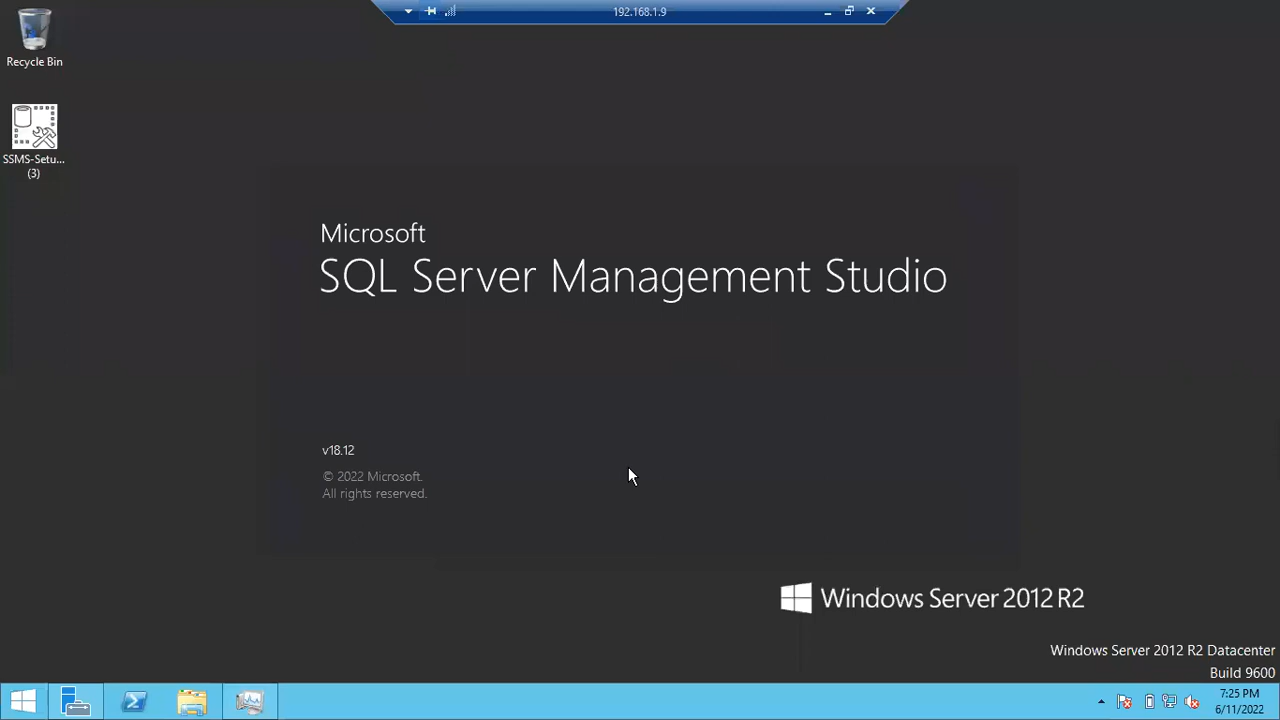 192.168.1.9
Recycle Bin
SSMS-Setu...
(3)
Microsoft
SQL Server Management Studio
v18.12
© 2022 Microsoft.
All rights reserved.
Windows Server 2012 R2
Windows Server 2012 R2 Datacenter
Build 9600
7:25 PM
6/11/2022